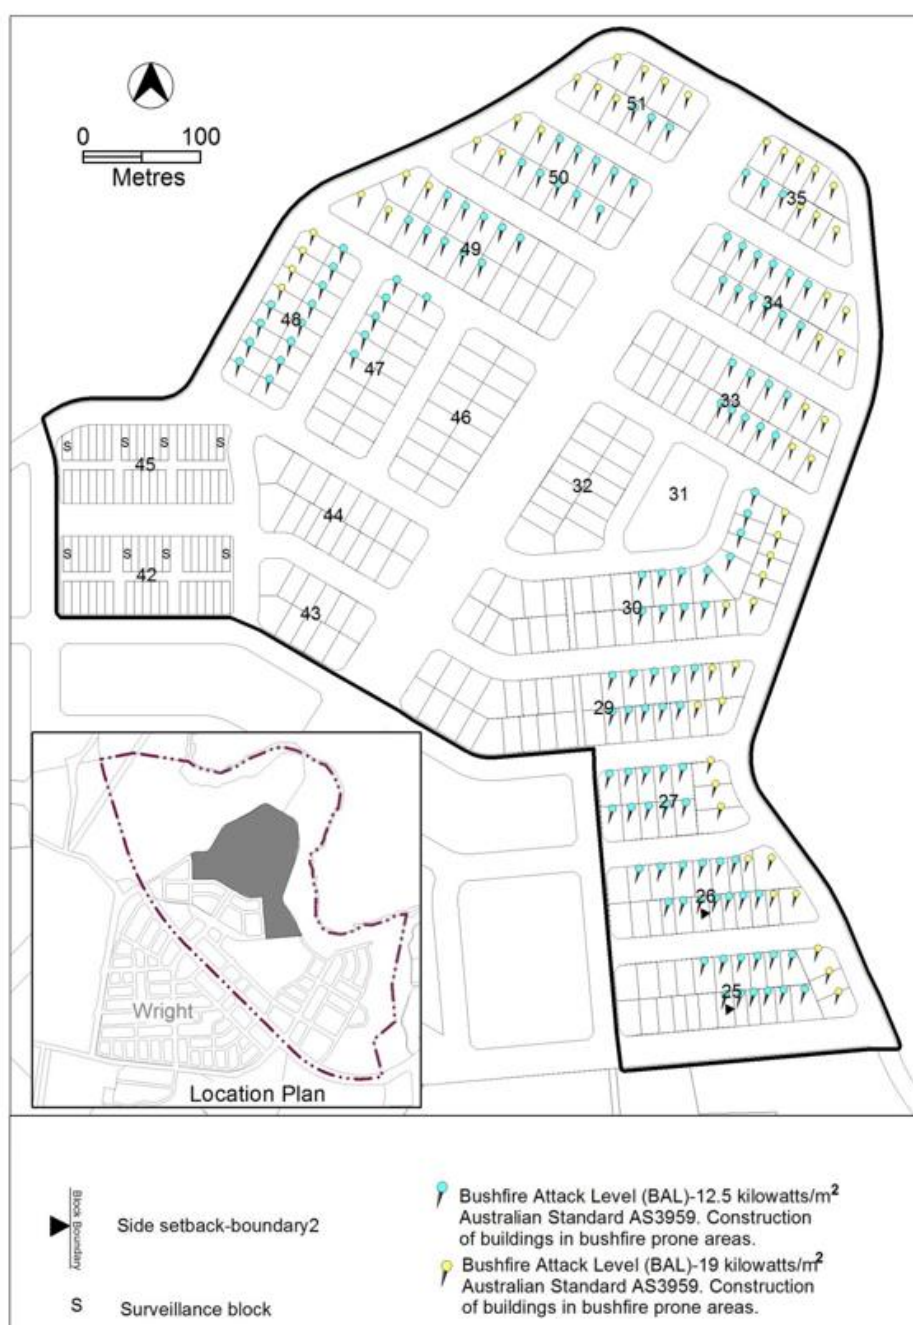 0 100
Metres
51
50
35
49
34
48
47
33
46
45
S S S S
32
31
44
42
S S S S
43
30
29
27
26
25
Wright
Location Plan
Block Boundary
Side setback-boundary2
S Surveillance block
Bushfire Attack Level (BAL)-12.5 kilowatts/m²
Australian Standard AS3959. Construction
of buildings in bushfire prone areas.
Bushfire Attack Level (BAL)-19 kilowatts/m²
Australian Standard AS3959. Construction
of buildings in bushfire prone areas.